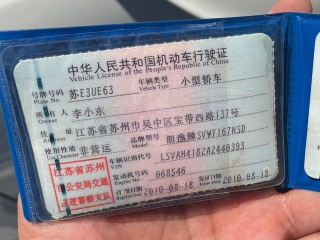 中华人民共和国机动车行驶证
Vehicle License of the People's Republic of China
号牌号码 苏E3UE63 车辆类型 小型轿车
Plate No. Vehicle Type
所有人 李小东
Owner
住址 江苏省苏州市吴中区宝带西路137号
Address
使用性质 非营运 品牌型号 朗逸牌SVW7167HSD
Use Character Model
车辆识别代号 LSVAH4182A2440393
VIN
江苏省苏州
市公安局交通
巡逻警察支队
发动机号码 068546
Engine No.
2010-08-18 发证日期 2010-08-18
Issue Date